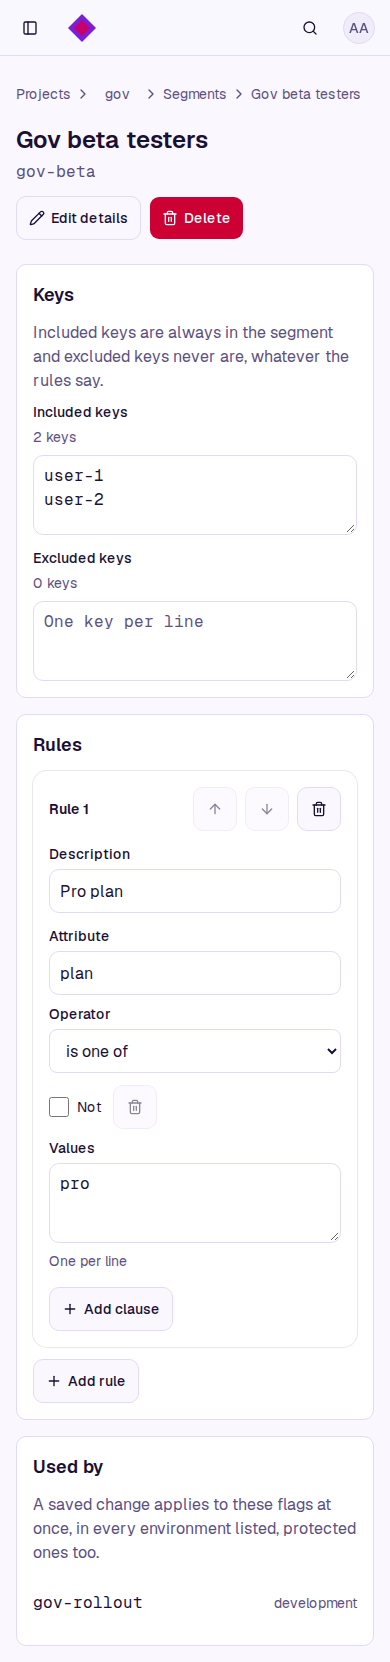 AA
Projects > gov > Segments > Gov beta testers
Gov beta testers
gov-beta
Edit details
Delete
Keys
Included keys are always in the segment
and excluded keys never are, whatever the
rules say.
Included keys
2 keys
user-1
user-2
Excluded keys
0 keys
One key per line
Rules
Rule 1
Description
Pro plan
Attribute
plan
Operator
is one of
Not
Values
pro
One per line
Add clause
Add rule
Used by
A saved change applies to these flags at
once, in every environment listed, protected
ones too.
gov-rollout development